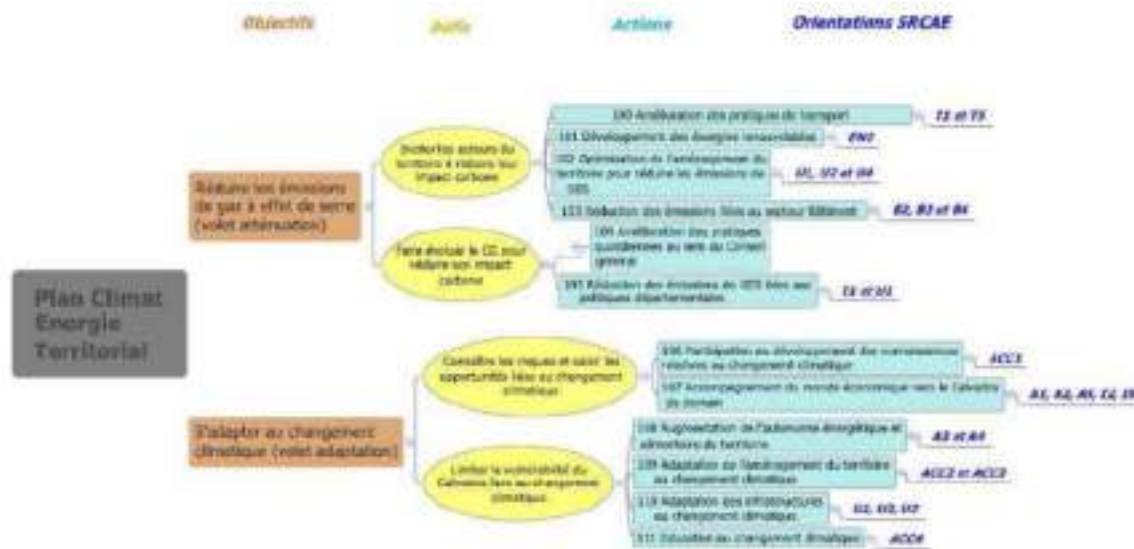 Objectifs
Outils
Actions
Orientations SRCAE
100 Amélioration des pratiques de transport
T1 et T5
101 Développement des énergies renouvelables
EN1
Inciter les acteurs du
territoire à réduire leur
impact carbone
102 Optimisation de l'aménagement du
territoire pour réduire les émissions de
GES
U1, U2 et U4
103 Réduction des émissions liées au secteur Bâtiment
B2, B3 et B4
Réduire les émissions
de gaz à effet de serre
(volet atténuation)
104 Amélioration des pratiques
quotidiennes au sein du Conseil
général
Faire évoluer le CG pour
réduire son impact
carbone
105 Réduction des émissions de GES liées aux
politiques départementales
et U1
Plan Climat
Energie
Territorial
Connaître les risques et saisir les
opportunités liées au changement
climatique
106 Participation au développement des connaissances
relatives au changement climatique
ACC1
107 Accompagnement du monde économique vers le Calvados
de demain
S'adapter au changement
climatique (volet adaptation)
108 Augmentation de l'autonomie énergétique et
alimentaire du territoire
A3 et A4
Limiter la vulnérabilité du
Calvados face au changement
climatique
109 Adaptation de l'aménagement du territoire
au changement climatique
ACC2 et ACC3
110 Adaptation des infrastructures
au changement climatique
111 Education au changement climatique
ACC4